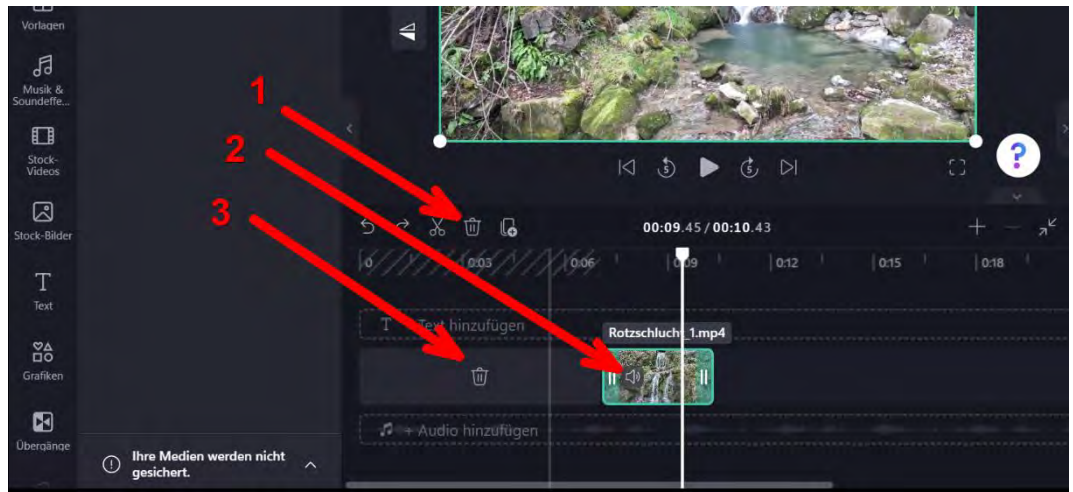 Vorlagen
Musik &
Soundeffe...
Stock-
Videos
Stock-Bilder
T
Text
Grafiken
Übergänge
1
2
3
5
5
?
00:09.45 / 00:10.43
0
0:03
0:06
0:09
0:12
0:15
0:18
T
Text hinzufügen
Rotzschlucht_1.mp4
+ Audio hinzufügen
Ihre Medien werden nicht
gesichert.